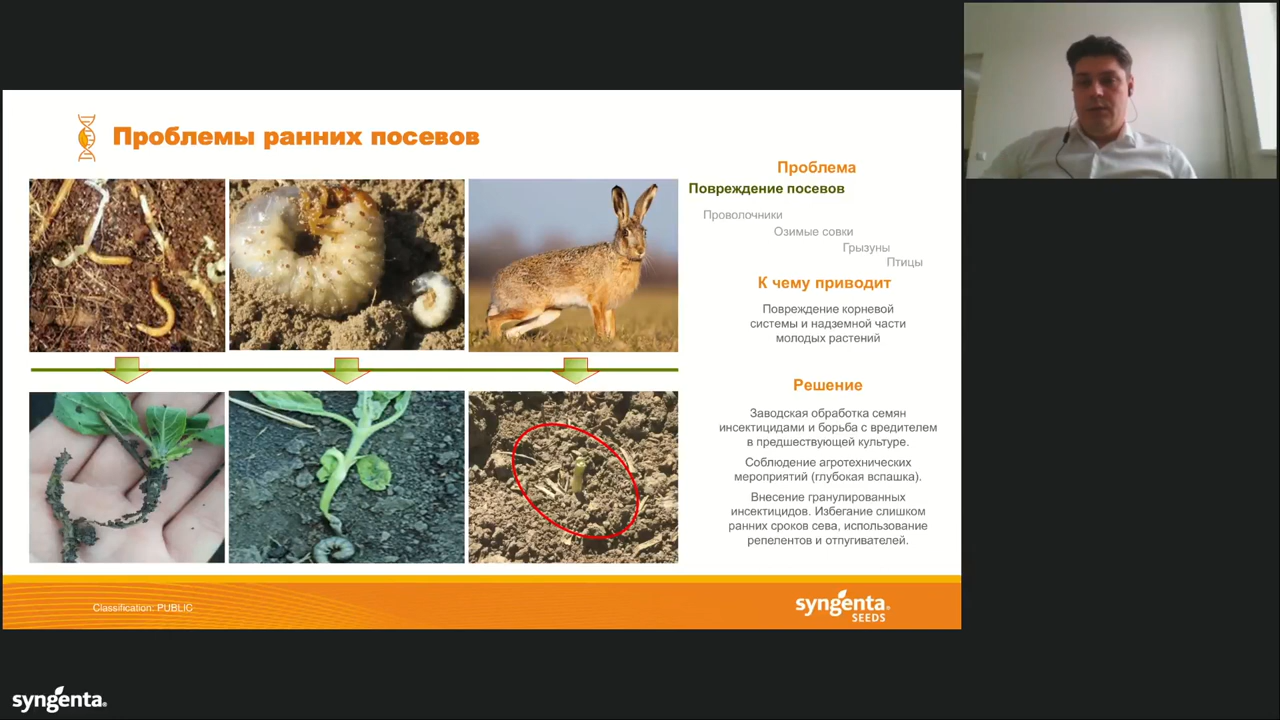 Проблемы ранних посевов
Проблема
Повреждение посевов
Проволочники
Озимые совки
Грызуны
Птицы
К чему приводит
Повреждение корневой
системы и надземной части
молодых растений
Решение
Заводская обработка семян
инсектицидами и борьба с вредителем
в предшествующей культуре.
Соблюдение агротехнических
мероприятий (глубокая вспашка).
Внесение гранулированных
инсектицидов. Избегание слишком
ранних сроков сева, использование
репелентов и отпугивателей.
Classification: PUBLIC
syngenta®
SEEDS
syngenta®